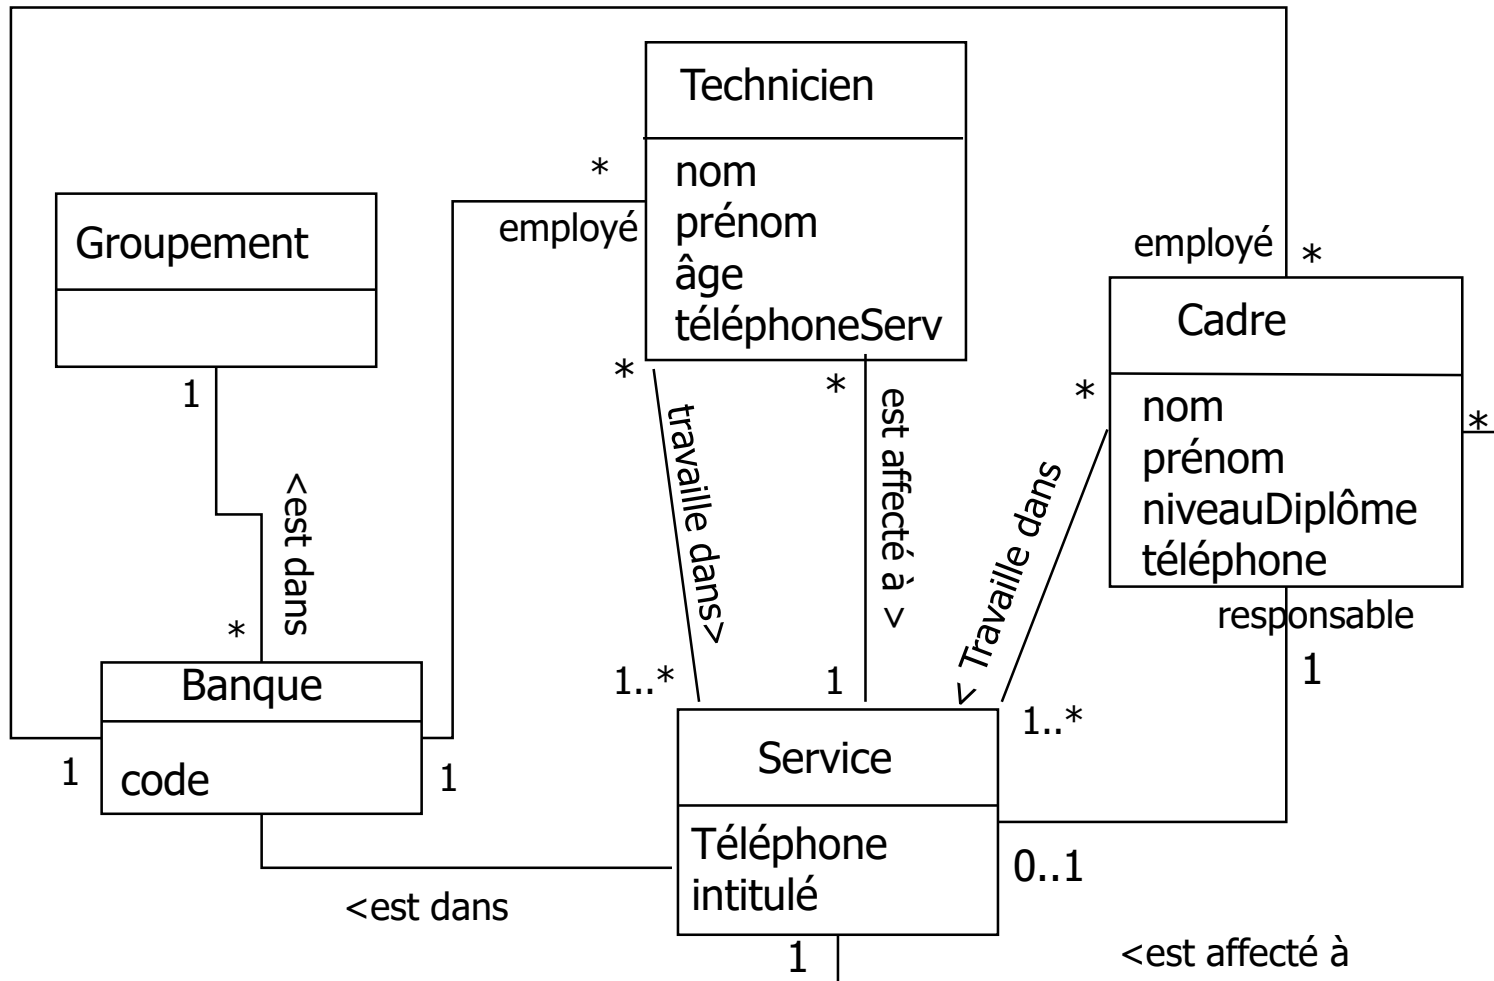 Technicien
nom
prénom
âge
téléphoneServ
*
employé
Groupement
1
<est dans
*
Banque
code
1
1
<est dans
*
travaille dans>
1..*
*
est affecté à >
1
employé
*
Cadre
nom
prénom
niveauDiplôme
téléphone
*
*
< Travaille dans
1..*
responsable
1
Service
Téléphone
intitulé
0..1
1
<est affecté à